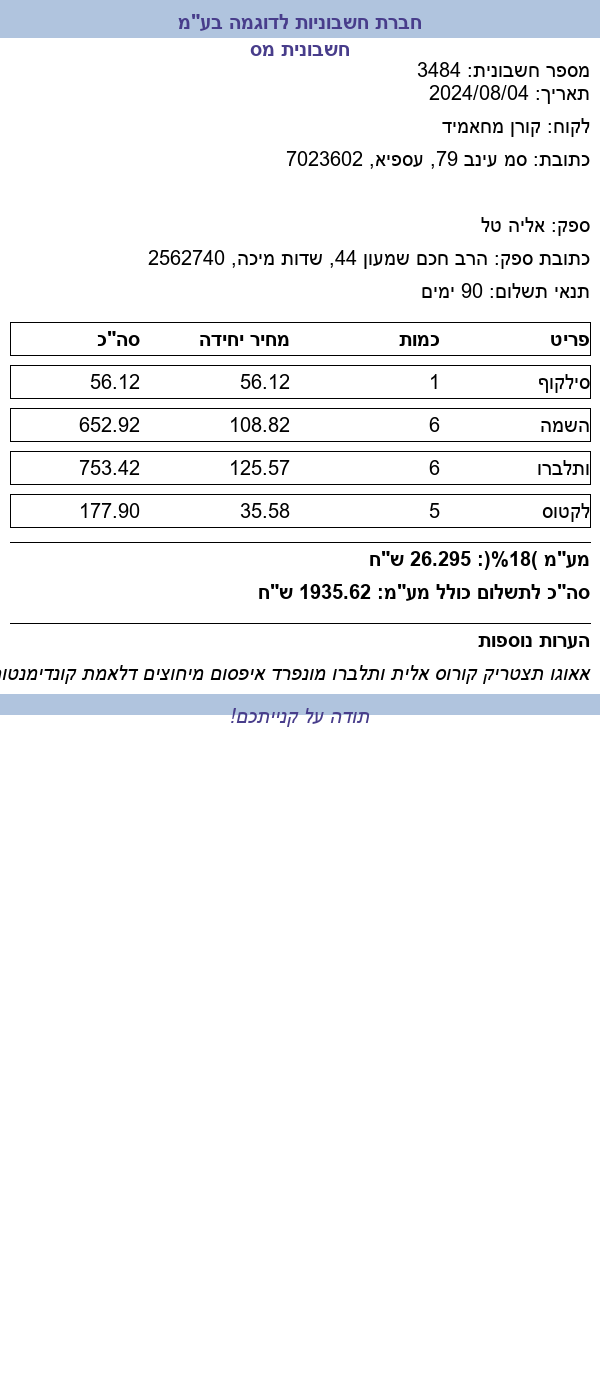 חברת חשבוניות לדוגמה בע"מ
חשבונית מס
מספר חשבונית: 3484
תאריך: 2024/08/04
לקוח: קורן מחאמיד
כתובת: סמ עינב 79, עספיא, 7023602
ספק: אליה טל
כתובת ספק: הרב חכם שמעון 44, שדות מיכה, 2562740
תנאי תשלום: 90 ימים
פריט כמות מחיר יחידה סה"כ
סילקוף 1 56.12 56.12
השמה 6 108.82 652.92
ותלברו 6 125.57 753.42
לקטוס 5 35.58 177.90
מע"מ )18%(: 26.295 ש"ח
סה"כ לתשלום כולל מע"מ: 1935.62 ש"ח
הערות נוספות
אאוגו תצטריק קורוס אלית ותלברו מונפרד איפסום מיחוצים דלאמת
תודה על קנייתכם!